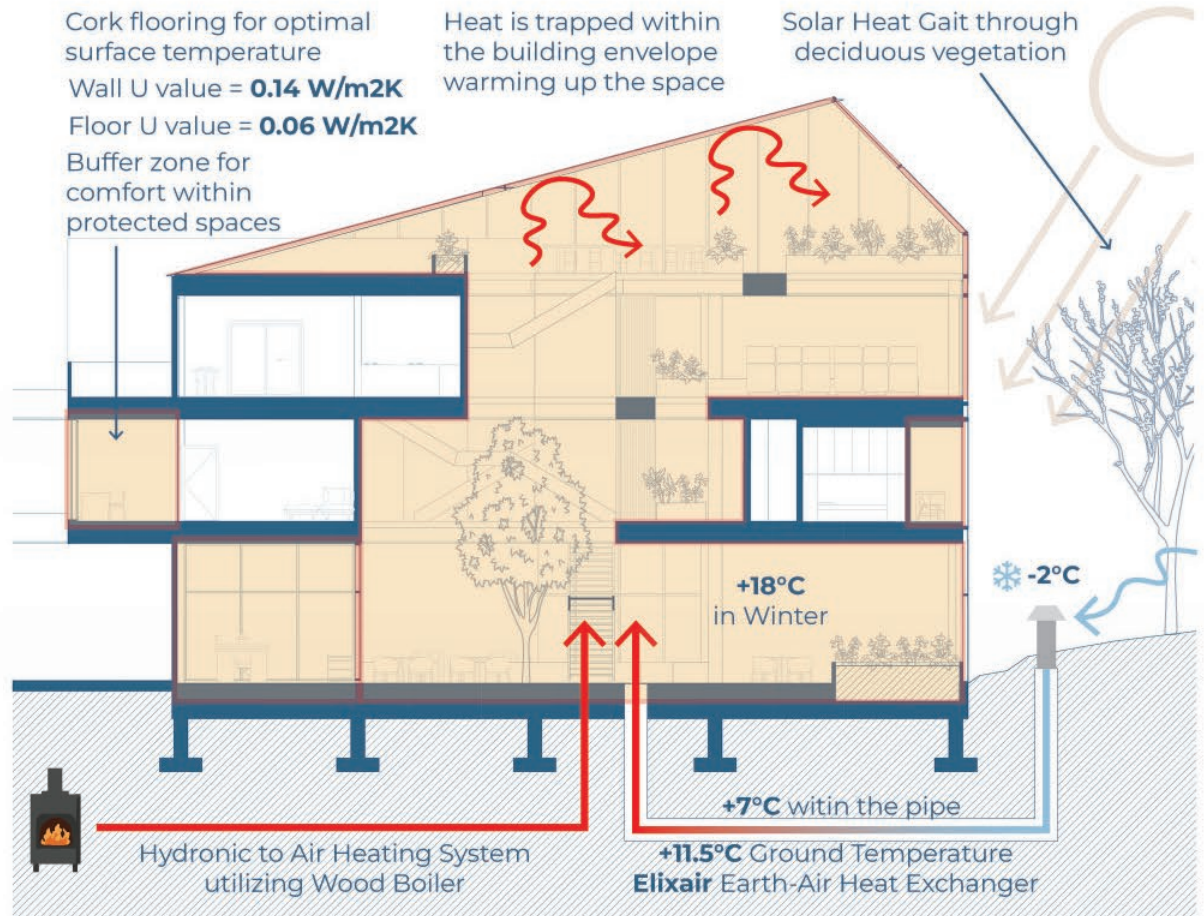 Cork flooring for optimal
surface temperature
Wall U value = 0.14 W/m2K
Floor U value = 0.06 W/m2K
Buffer zone for
comfort within
protected spaces
Heat is trapped within
the building envelope
warming up the space
Solar Heat Gait through
deciduous vegetation
+18°C
in Winter
-2°C
+7°C witin the pipe
Hydronic to Air Heating System
utilizing Wood Boiler
+11.5°C Ground Temperature
Elixair Earth-Air Heat Exchanger